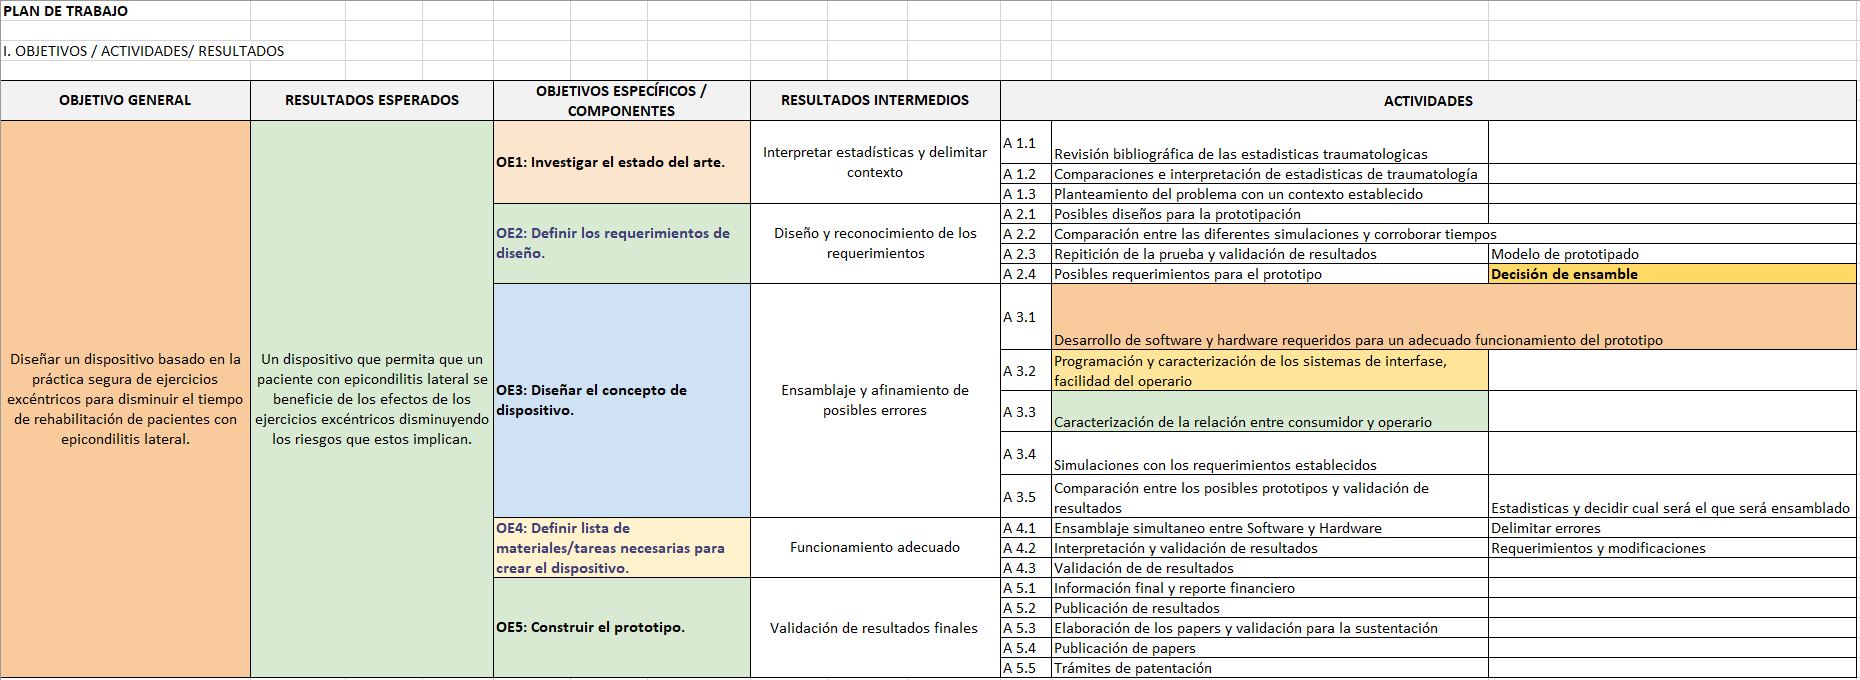 PLAN DE TRABAJO
I. OBJETIVOS / ACTIVIDADES/ RESULTADOS
OBJETIVO GENERAL
RESULTADOS ESPERADOS
OBJETIVOS ESPECÍFICOS /
COMPONENTES
RESULTADOS INTERMEDIOS
ACTIVIDADES
Diseñar un dispositivo basado en la
práctica segura de ejercicios
excéntricos para disminuir el tiempo
de rehabilitación de pacientes con
epicondilitis lateral.
Un dispositivo que permita que un
paciente con epicondilitis lateral se
beneficie de los efectos de los
ejercicios excéntricos disminuyendo
los riesgos que estos implican.
OE1: Investigar el estado del arte.
Interpretar estadísticas y delimitar
contexto
A 1.1 Revisión bibliográfica de las estadisticas traumatologicas
A 1.2 Comparaciones e interpretación de estadisticas de traumatología
A 1.3 Planteamiento del problema con un contexto establecido
OE2: Definir los requerimientos de
diseño.
Diseño y reconocimiento de los
requerimientos
A 2.1 Posibles diseños para la prototipación
A 2.2 Comparación entre las diferentes simulaciones y corroborar tiempos
A 2.3 Repitición de la prueba y validación de resultados Modelo de prototipado
A 2.4 Posibles requerimientos para el prototipo Decisión de ensamble
OE3: Diseñar el concepto de
dispositivo.
Ensamblaje y afinamiento de
posibles errores
A 3.1 Desarrollo de software y hardware requeridos para un adecuado funcionamiento del prototipo
A 3.2 Programación y caracterización de los sistemas de interfase,
facilidad del operario
A 3.3 Caracterización de la relación entre consumidor y operario
A 3.4 Simulaciones con los requerimientos establecidos
A 3.5 Comparación entre los posibles prototipos y validación de
resultados Estadisticas y decidir cual será el que será ensamblado
OE4: Definir lista de
materiales/tareas necesarias para
crear el dispositivo.
Funcionamiento adecuado
A 4.1 Ensamblaje simultaneo entre Software y Hardware Delimitar errores
A 4.2 Interpretación y validación de resultados Requerimientos y modificaciones
A 4.3 Validación de de resultados
OE5: Construir el prototipo.
Validación de resultados finales
A 5.1 Información final y reporte financiero
A 5.2 Publicación de resultados
A 5.3 Elaboración de los papers y validación para la sustentación
A 5.4 Publicación de papers
A 5.5 Trámites de patentación